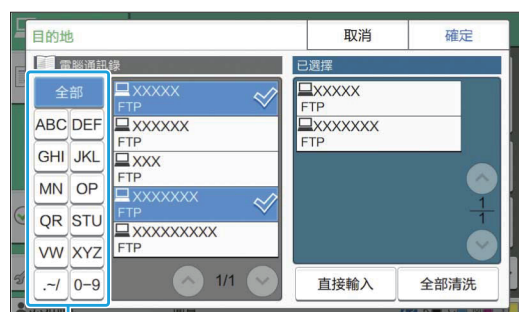 目的地
取消
確定
電腦通訊錄
已選擇
全部
ABC DEF
GHI JKL
MN OP
QR STU
VW XYZ
.~/ 0-9
XXXXX
FTP
XXXXXX
FTP
XXX
FTP
XXXXXXX
FTP
XXXXXXXXX
FTP
1/1
XXXXX
FTP
XXXXXXX
FTP
1
1
直接輸入
全部清洗